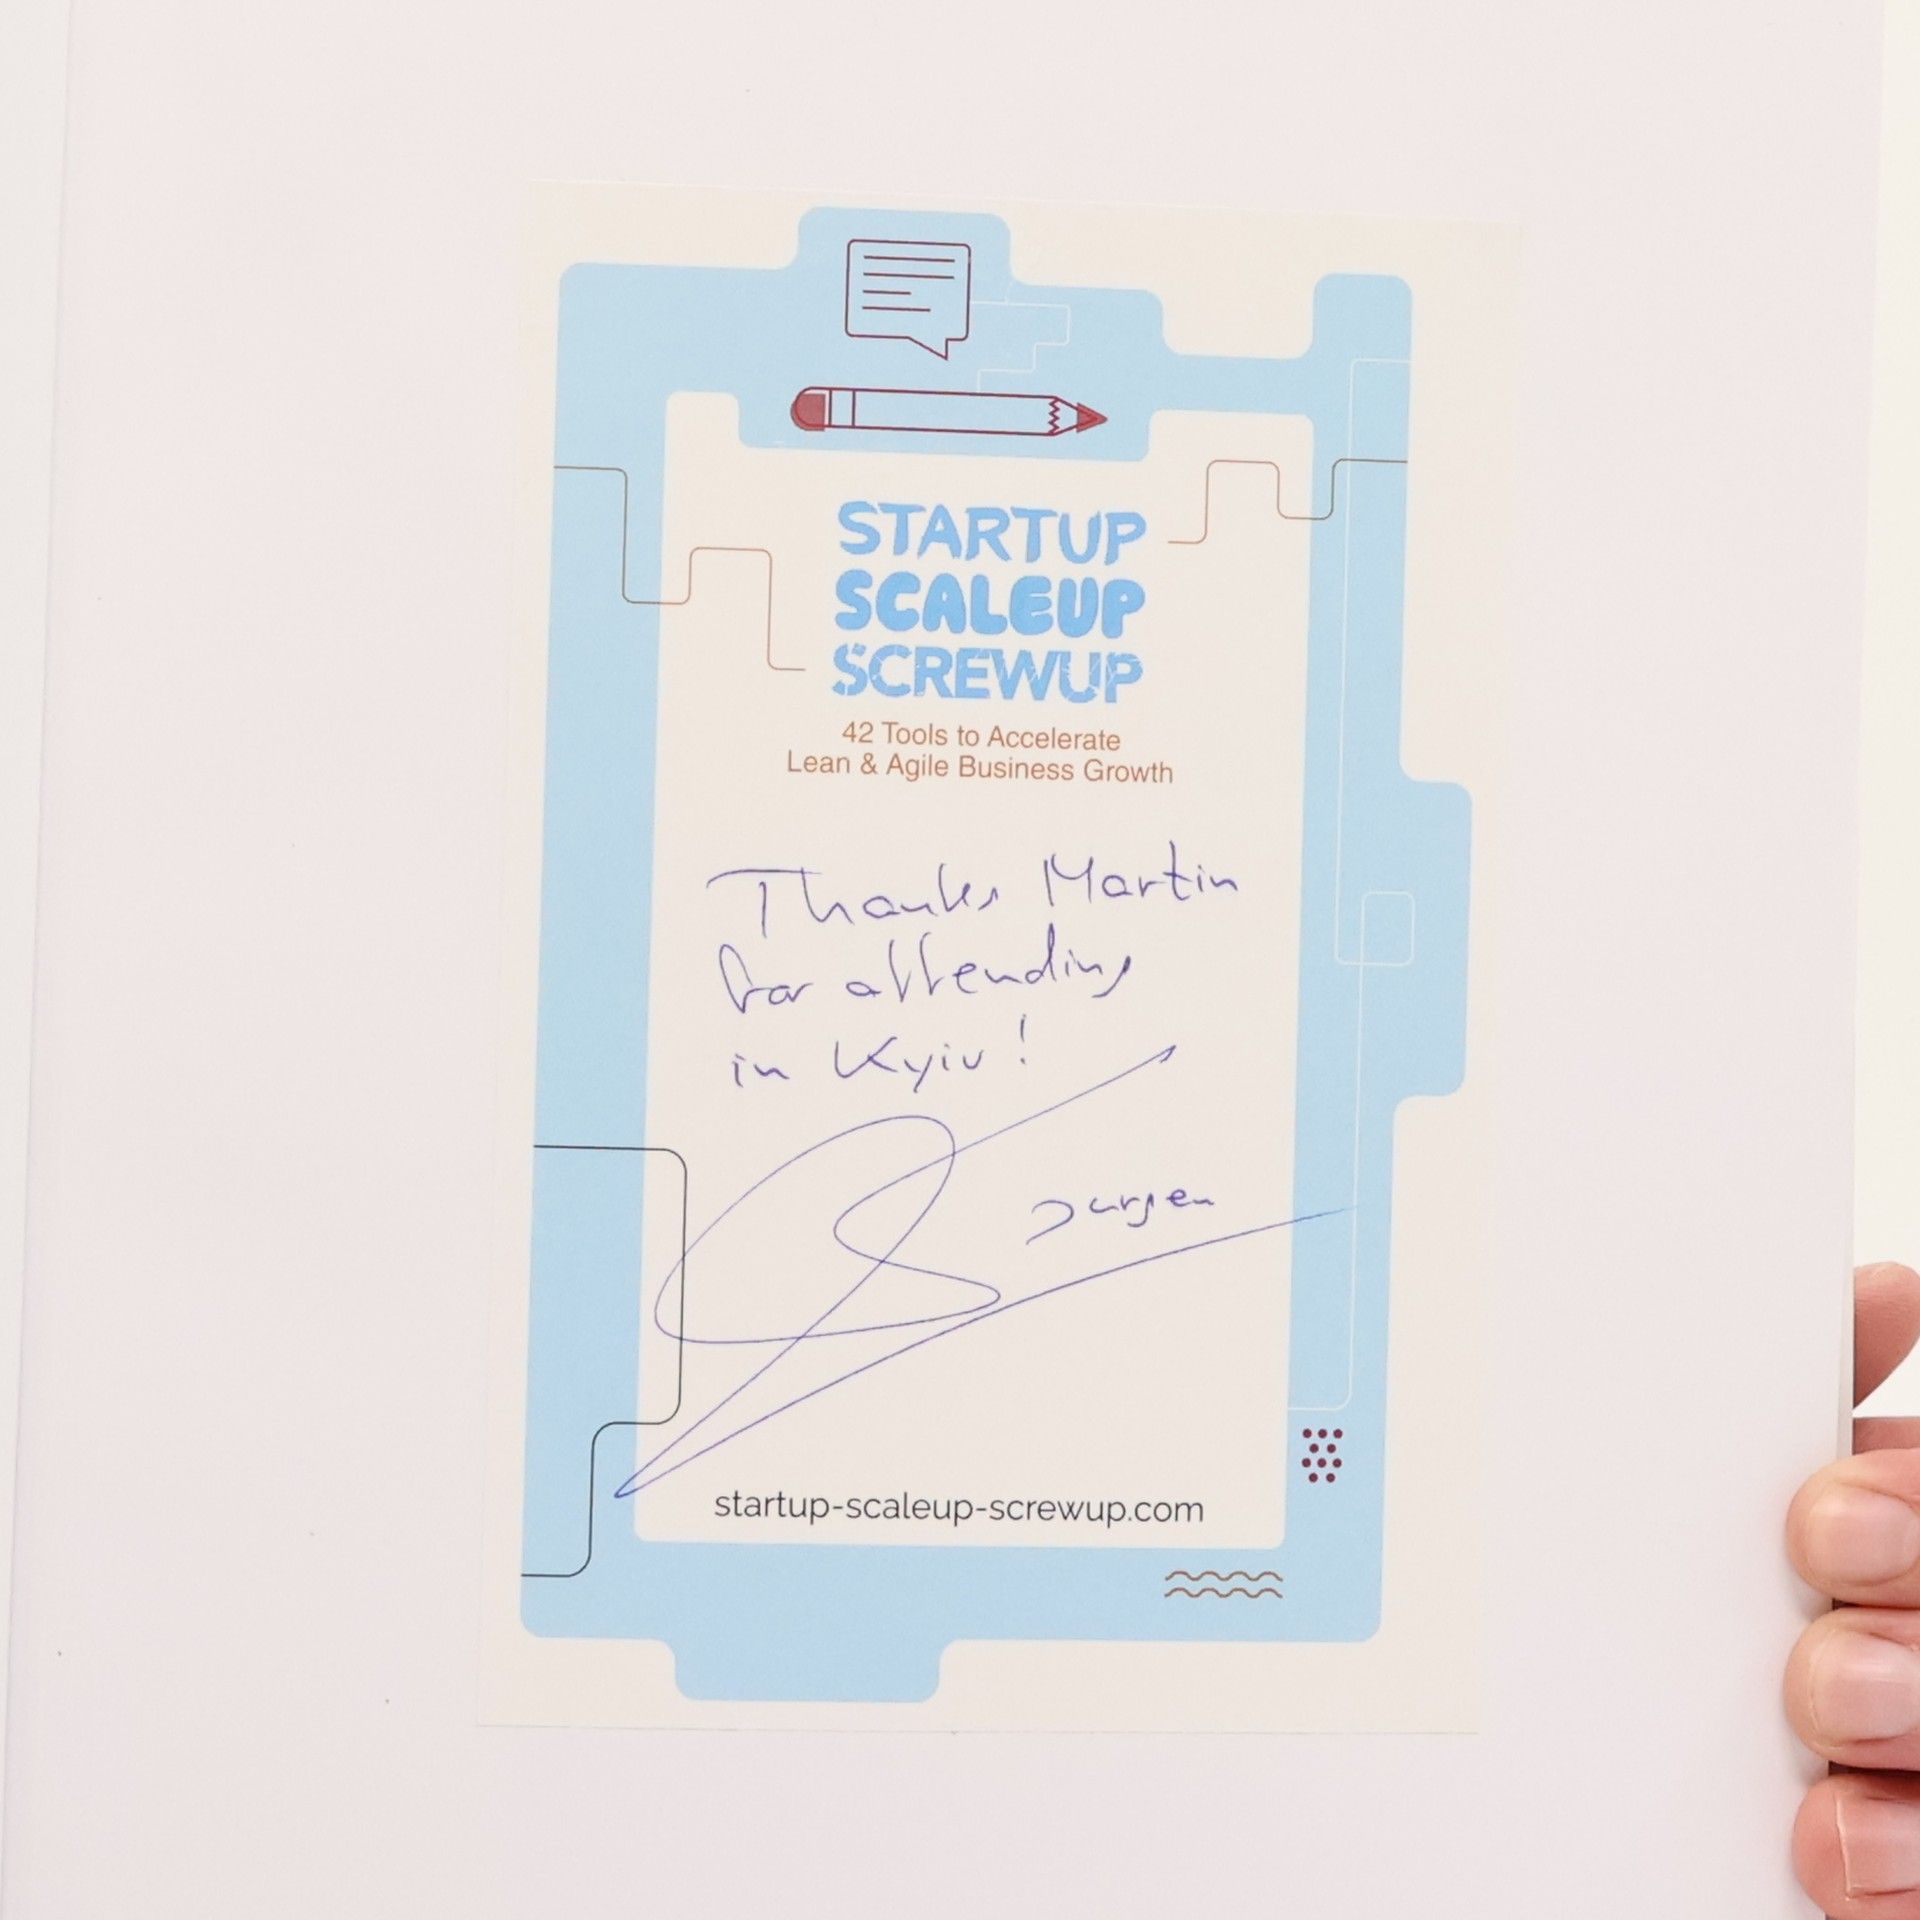 STARTUP
SCALEUP
SCREWUP
42 Tools to Accelerate
Lean & Agile Business Growth
Thanks Martin
for attending
in Kyiv!
Jurgen
startup-scaleup-screwup.com